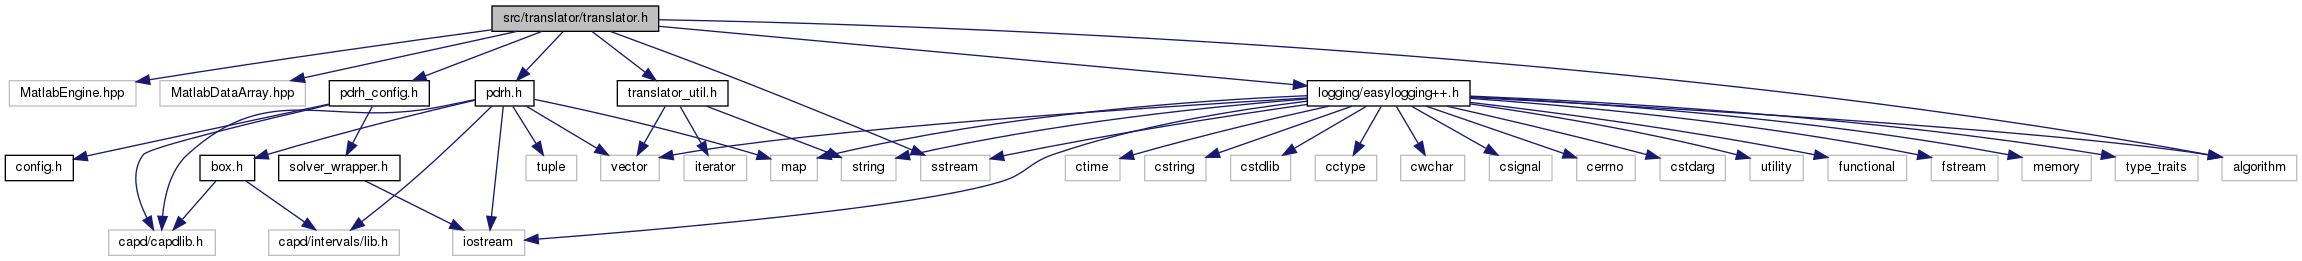 src/translator/translator.h
MatlabEngine.hpp
MatlabDataArray.hpp
pdrh_config.h
pdrh.h
translator_util.h
logging/easylogging++.h
config.h
box.h
solver_wrapper.h
tuple
vector
iterator
map
string
sstream
ctime
cstring
cstdlib
cctype
cwchar
csignal
cerrno
cstdarg
utility
functional
fstream
memory
type_traits
algorithm
capd/capdlib.h
capd/intervals/lib.h
iostream